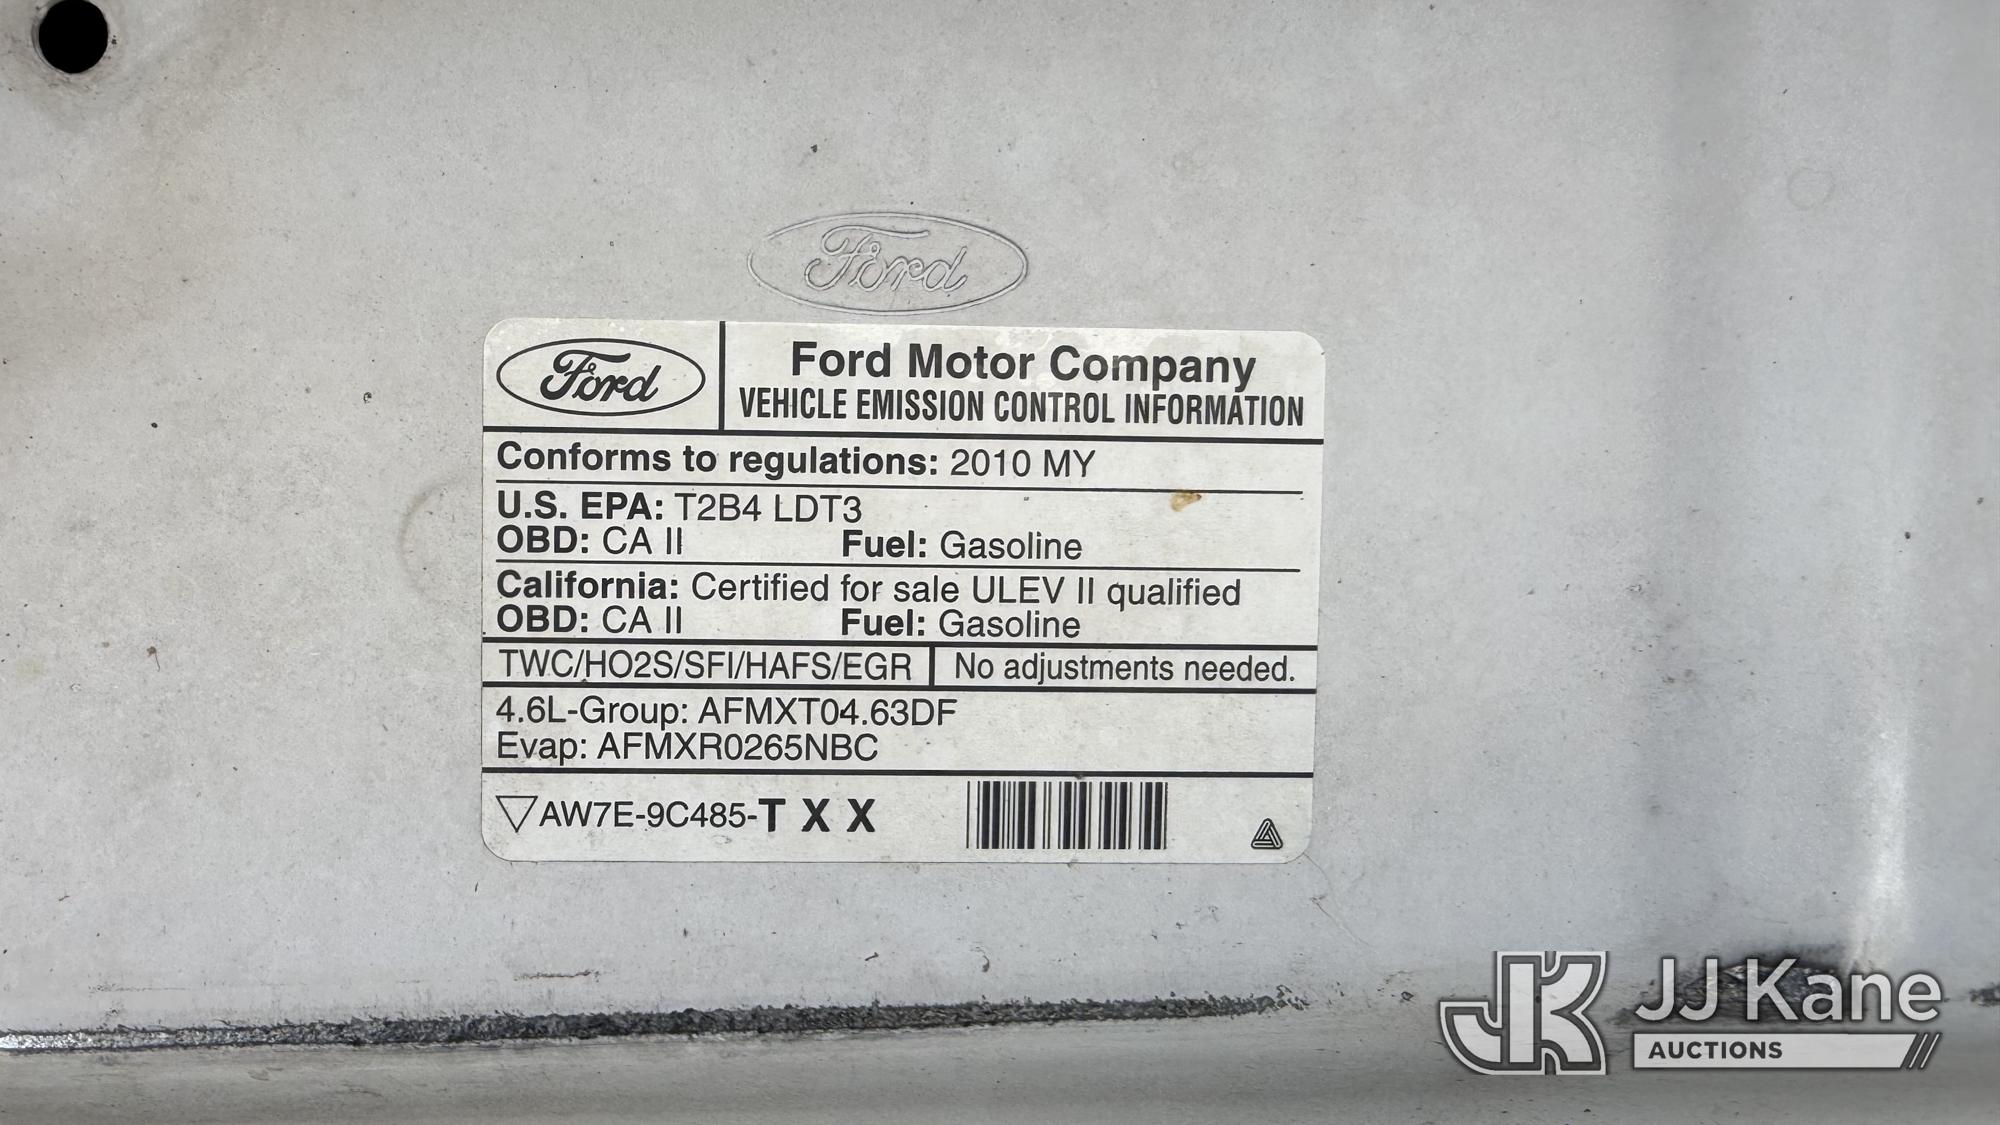 Ford
Ford
Ford Motor Company
VEHICLE EMISSION CONTROL INFORMATION
Conforms to regulations: 2010 MY
U.S. EPA: T2B4 LDT3
OBD: CA II Fuel: Gasoline
California: Certified for sale ULEV II qualified
OBD: CA II Fuel: Gasoline
TWC/HO2S/SFI/HAFS/EGR No adjustments needed.
4.6L-Group: AFMXT04.63DF
Evap: AFMXR0265NBC
AW7E-9C485-T X X
JK JJ Kane
AUCTIONS